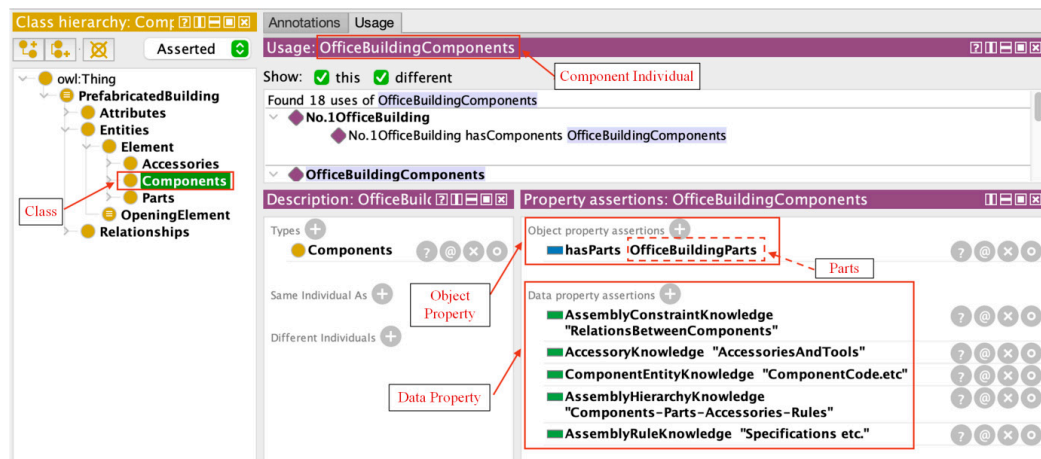 Class hierarchy: Comp
Asserted
owl:Thing
PrefabricatedBuilding
Attributes
Entities
Element
Accessories
Components
Parts
OpeningElement
Relationships
Class
Annotations Usage
Usage: OfficeBuildingComponents
Show: this different
Component Individual
Found 18 uses of OfficeBuildingComponents
No.1OfficeBuilding
No.1OfficeBuilding hasComponents OfficeBuildingComponents
OfficeBuildingComponents
Description: OfficeBuilc
Types
Components
Same Individual As
Object
Property
Different Individuals
Data Property
Property assertions: OfficeBuildingComponents
Object property assertions
hasParts OfficeBuildingParts
Parts
Data property assertions
AssemblyConstraintKnowledge
"RelationsBetweenComponents"
AccessoryKnowledge "AccessoriesAndTools"
ComponentEntityKnowledge "ComponentCode.etc"
AssemblyHierarchyKnowledge
"Components-Parts-Accessories-Rules"
AssemblyRuleKnowledge "Specifications etc."